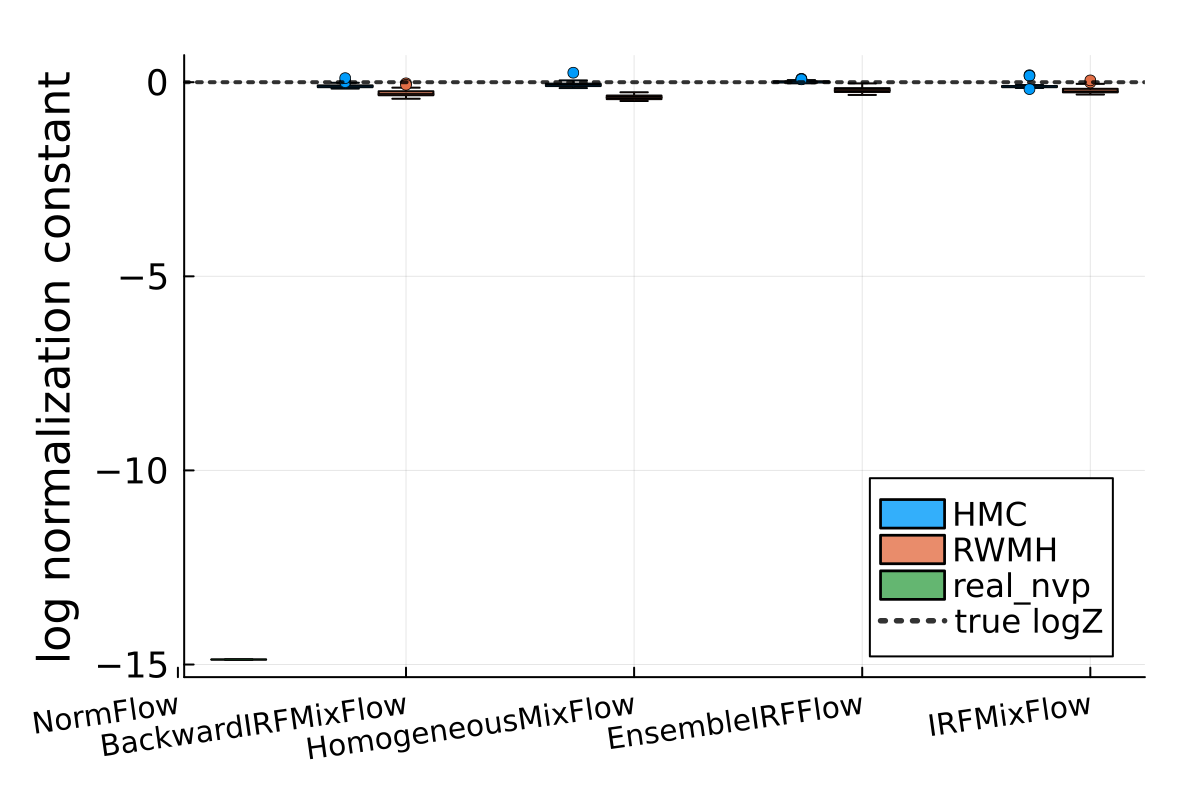 log normalization constant
0
−5
−10
−15
HMC
RWMH
real_nvp
true logZ
NormFlow
BackwardIRFMixFlow
HomogeneousMixFlow
EnsembleIRFFlow
IRFMixFlow